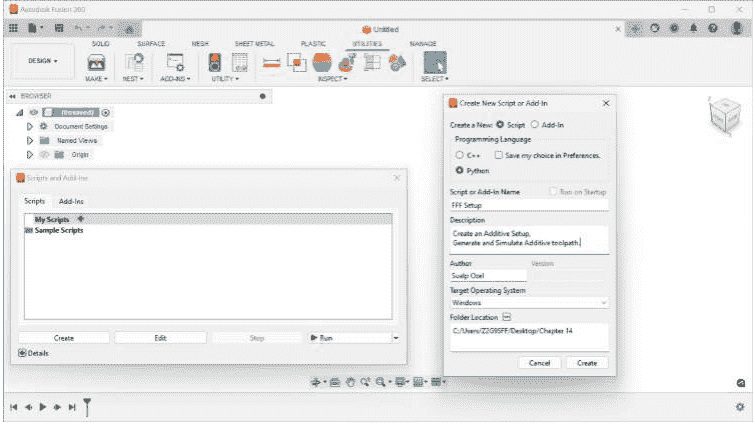 Autodesk Fusion 360
Untitled
SOLID SURFACE MESH SHEET METAL PLASTIC UTILITIES MANAGE
DESIGN
MAKE NEST ADD-INS UTILITY INSPECT SELECT
BROWSER
(Unsaved)
Document Settings
Named Views
Origin
Scripts and Add-Ins
Scripts Add-Ins
My Scripts
Sample Scripts
Create Edit Stop Run
Details
Create New Script or Add-In
Create a New: Script Add-In
Programming Language
C++ Save my choice in Preferences.
Python
Script or Add-In Name Run on Startup
FFF Setup
Description
Create an Additive Setup,
Generate and Simulate Additive toolpath.
Author Version
Sualp Ozel
Target Operating System
Windows
Folder Location
C:/Users/Z2G9SFF/Desktop/Chapter 14
Cancel Create